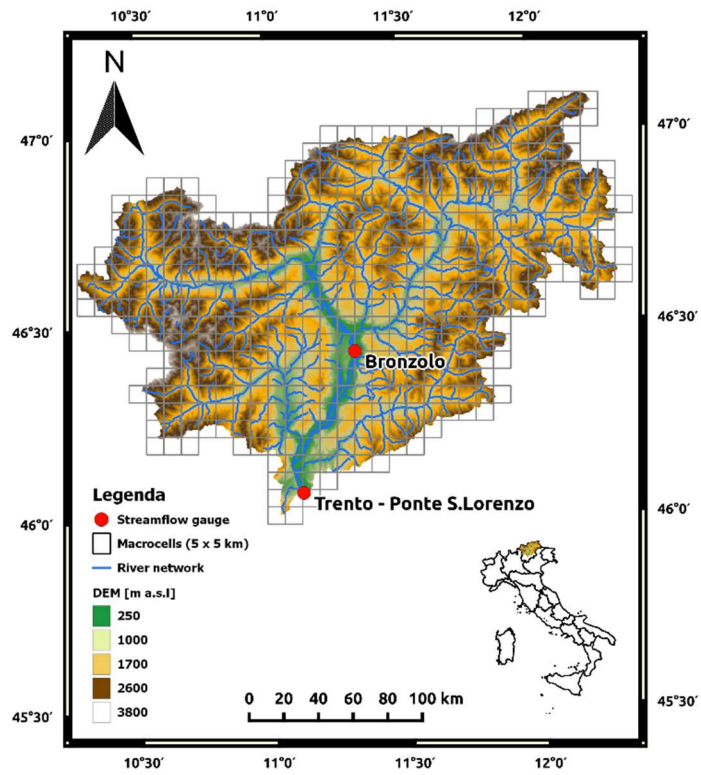 10°30′ 11°0′ 11°30′ 12°0′
N
47°0′ 47°0′
46°30′ 46°30′
Bronzolo
Legenda
Trento - Ponte S.Lorenzo
46°0′ 46°0′
Streamflow gauge
Macrocells (5 x 5 km)
River network
DEM [m a.s.l]
250
1000
1700
2600
3800
0 20 40 60 80 100 km
45°30′ 45°30′
10°30′ 11°0′ 11°30′ 12°0′